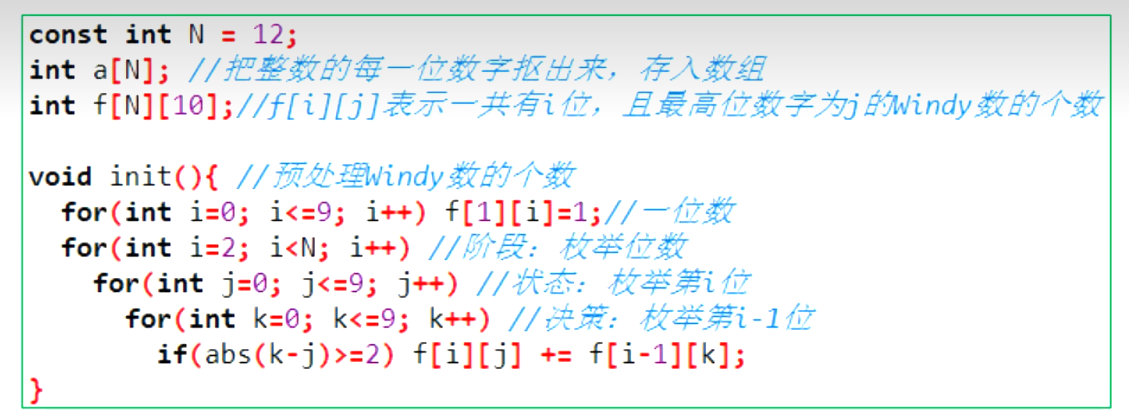 const int N = 12;
int a[N]; //把整数的每一位数字抠出来，存入数组
int f[N][10];//f[i][j]表示一共有i位，且最高位数字为j的Windy数的个数
void init(){ //预处理Windy数的个数
for(int i=0; i<=9; i++) f[1][i]=1;//一位数
for(int i=2; i<N; i++) //阶段：枚举位数
for(int j=0; j<=9; j++) //状态：枚举第i位
for(int k=0; k<=9; k++) //决策：枚举第i-1位
if(abs(k-j)>=2) f[i][j] += f[i-1][k];
}